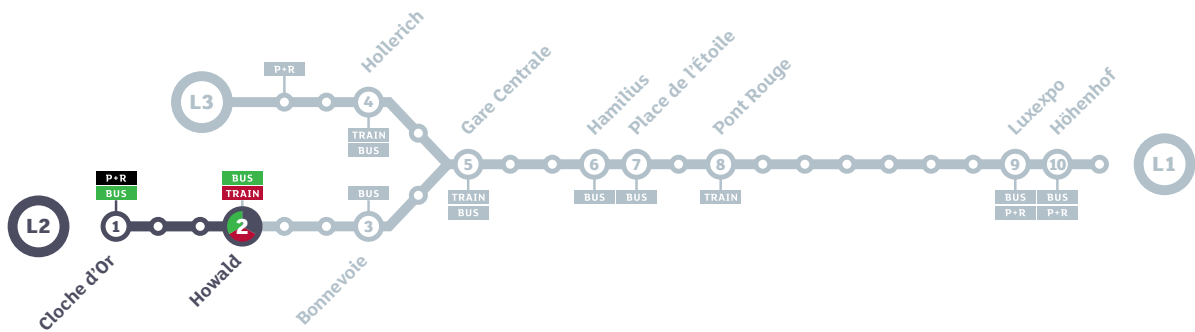 Hollerich
L3
P+R
4
TRAIN
BUS
Gare Centrale
Hamilius
Place de l'Étoile
Pont Rouge
Luxexpo
Höhenhof
5
TRAIN
BUS
6
BUS
7
BUS
8
TRAIN
9
BUS
P+R
10
BUS
P+R
L1
L2
P+R
BUS
1
Cloche d'Or
BUS
TRAIN
2
Howald
BUS
3
Bonnevoie